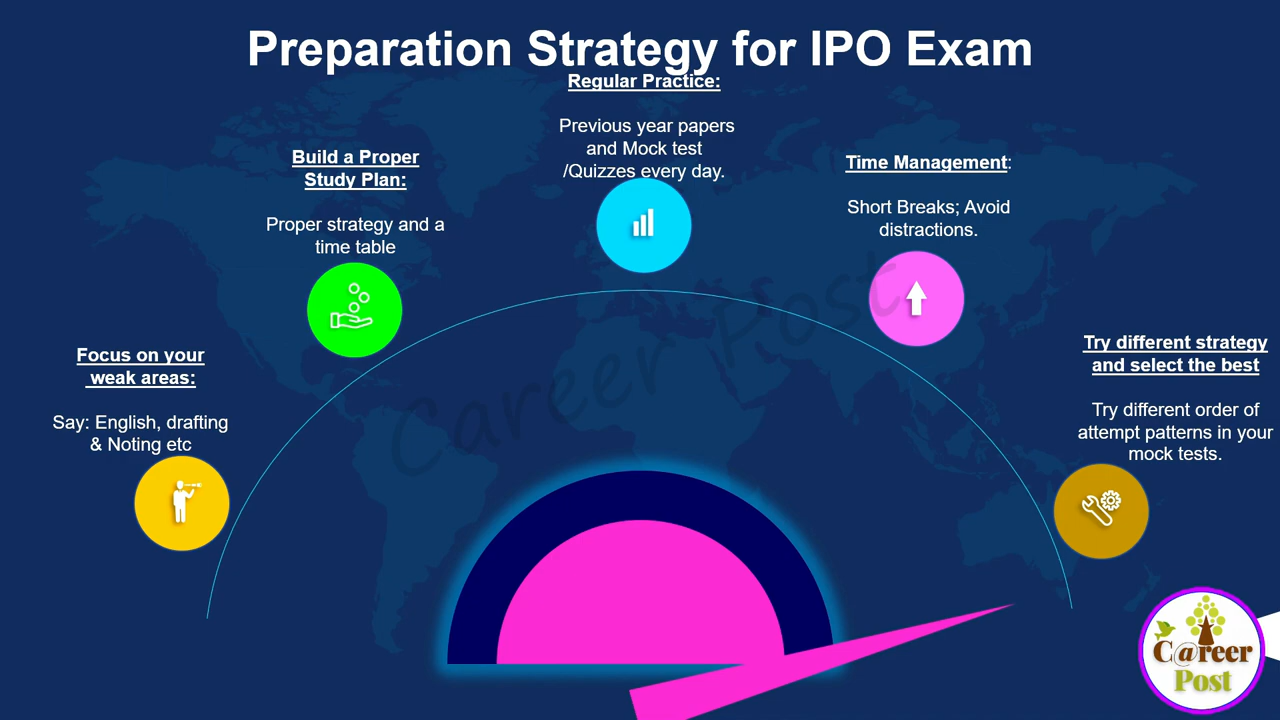 Preparation Strategy for IPO Exam
Regular Practice:
Previous year papers
and Mock test
/Quizzes every day.
Build a Proper
Study Plan:
Proper strategy and a
time table
Time Management:
Short Breaks; Avoid
distractions.
Focus on your
weak areas:
Say: English, drafting
& Noting etc
Try different strategy
and select the best
Try different order of
attempt patterns in your
mock tests.
Career Post
C@reer
Post